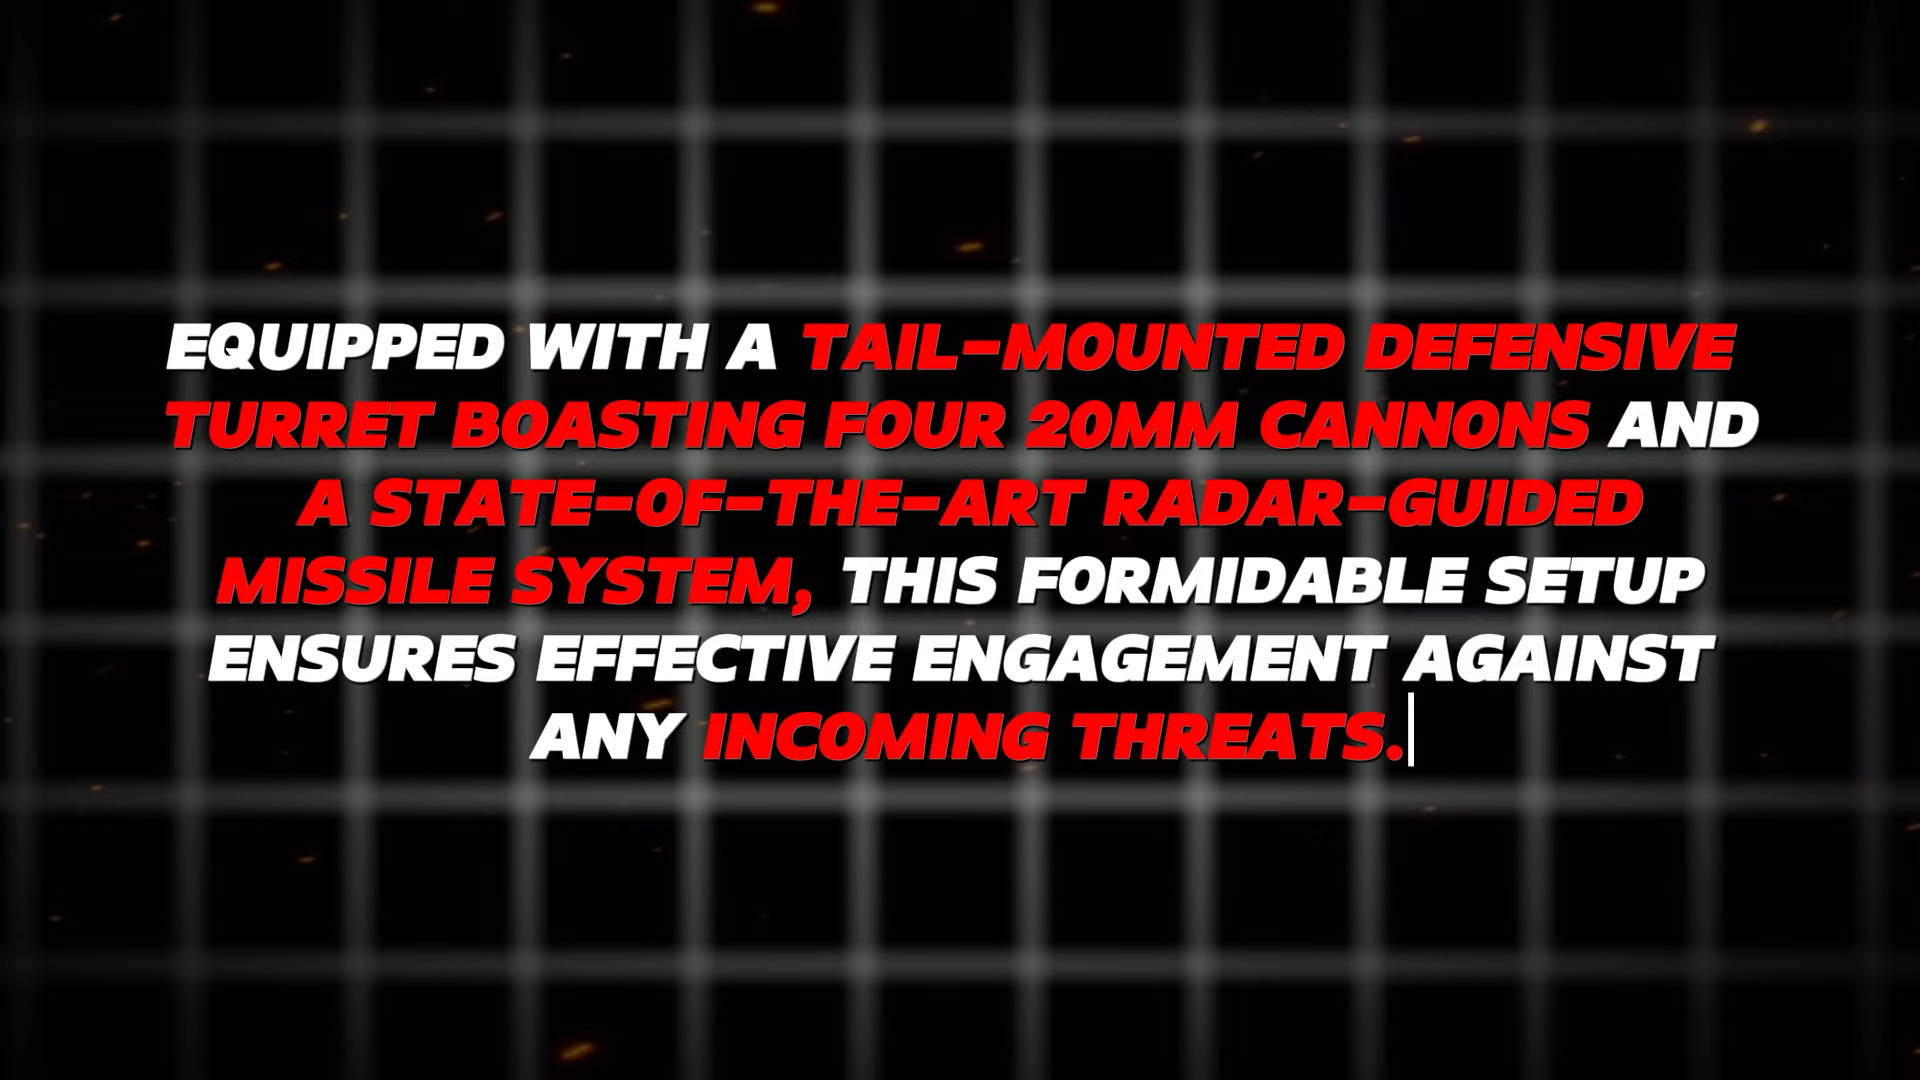 EQUIPPED WITH A TAIL-MOUNTED DEFENSIVE
TURRET BOASTING FOUR 20MM CANNONS AND
A STATE-OF-THE-ART RADAR-GUIDED
MISSILE SYSTEM, THIS FORMIDABLE SETUP
ENSURES EFFECTIVE ENGAGEMENT AGAINST
ANY INCOMING THREATS.